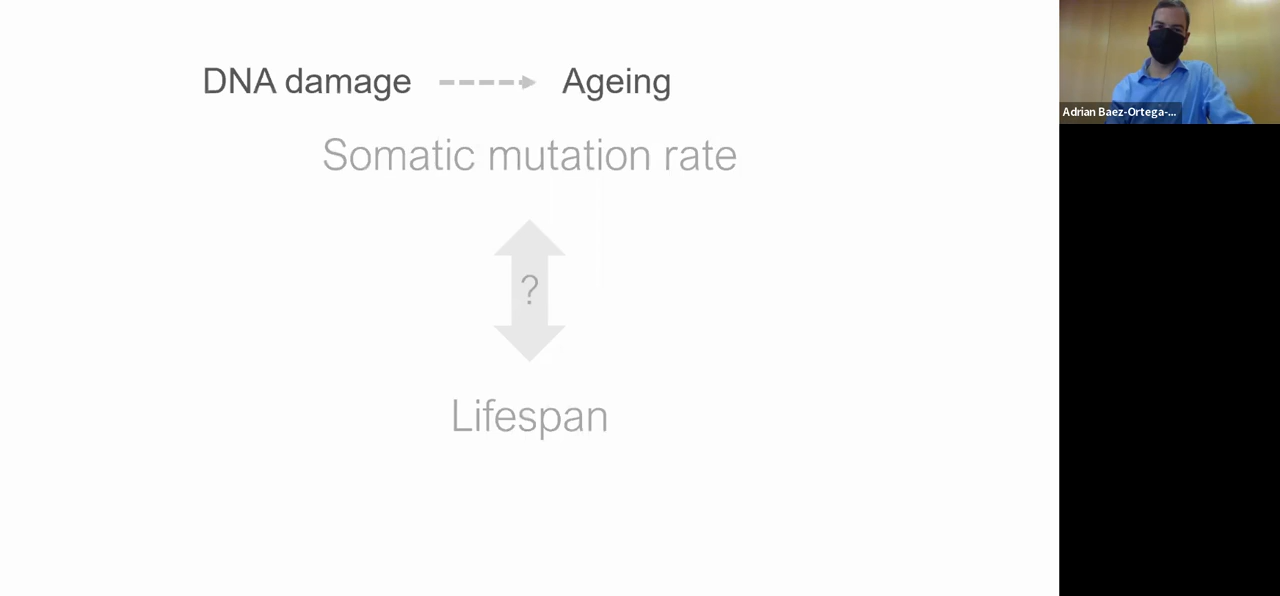 DNA damage Ageing
Somatic mutation rate
?
Lifespan
Adrian Baez-Ortega-...